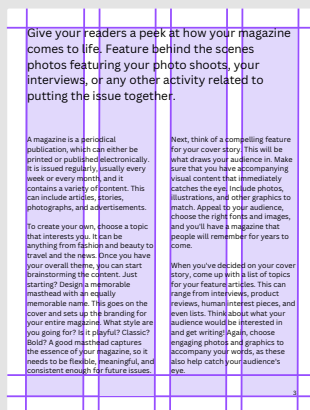 Give your readers a peek at how your magazine
comes to life. Feature behind the scenes
photos featuring your photo shoots, your
interviews, or any other activity related to
putting the issue together.
A magazine is a periodical
publication, which can either be
printed or published electronically.
It is issued regularly, usually every
week or every month, and it
contains a variety of content. This
can include articles, stories,
photographs, and advertisements.
To create your own, choose a topic
that interests you. It can be
anything from fashion and beauty to
travel and the news. Once you have
your overall theme, you can start
brainstorming the content. Just
starting? Design a memorable
masthead with an equally
memorable name. This goes on the
cover and sets up the branding for
your entire magazine. What style are
you going for? Is it playful? Classic?
Bold? A good masthead captures
the essence of your magazine, so it
needs to be flexible, meaningful, and
consistent enough for future issues.
Next, think of a compelling feature
for your cover story. This will be
what draws your audience in. Make
sure that you have accompanying
visual content that immediately
catches the eye. Include photos,
illustrations, and other graphics to
match. Appeal to your audience,
choose the right fonts and images,
and you'll have a magazine that
people will remember for years to
come.
When you've decided on your cover
story, come up with a list of topics
for your feature articles. This can
range from interviews, product
reviews, human interest pieces, and
even lists. Think about what your
audience would be interested in
and get writing! Again, choose
engaging photos and graphics to
accompany your words, as these
also help catch your audience's
eye.
3